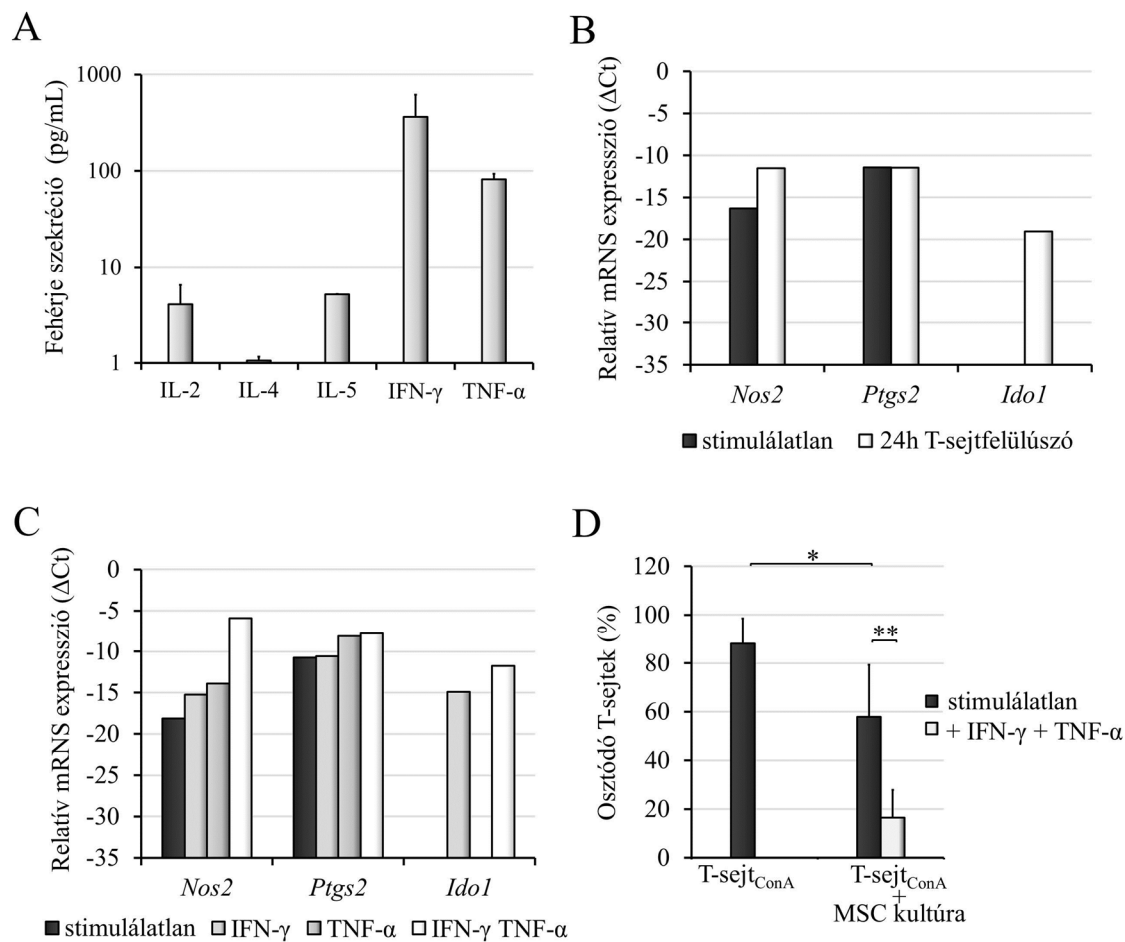 A
Fehérje szekréció (pg/mL)
1000
100
10
1
IL-2 IL-4 IL-5 IFN-γ TNF-α
B
Relatív mRNS expresszió (ΔCt)
0
-5
-10
-15
-20
-25
-30
-35
Nos2 Ptgs2 Ido1
stimulálatlan 24h T-sejtfelülúszó
C
Relatív mRNS expresszió (ΔCt)
0
-5
-10
-15
-20
-25
-30
-35
Nos2 Ptgs2 Ido1
stimulálatlan IFN-γ TNF-α IFN-γ TNF-α
D
Osztódó T-sejtek (%)
120
100
80
60
40
20
0
*
**
T-sejtConA T-sejtConA
+
MSC kultúra
stimulálatlan
+ IFN-γ + TNF-α